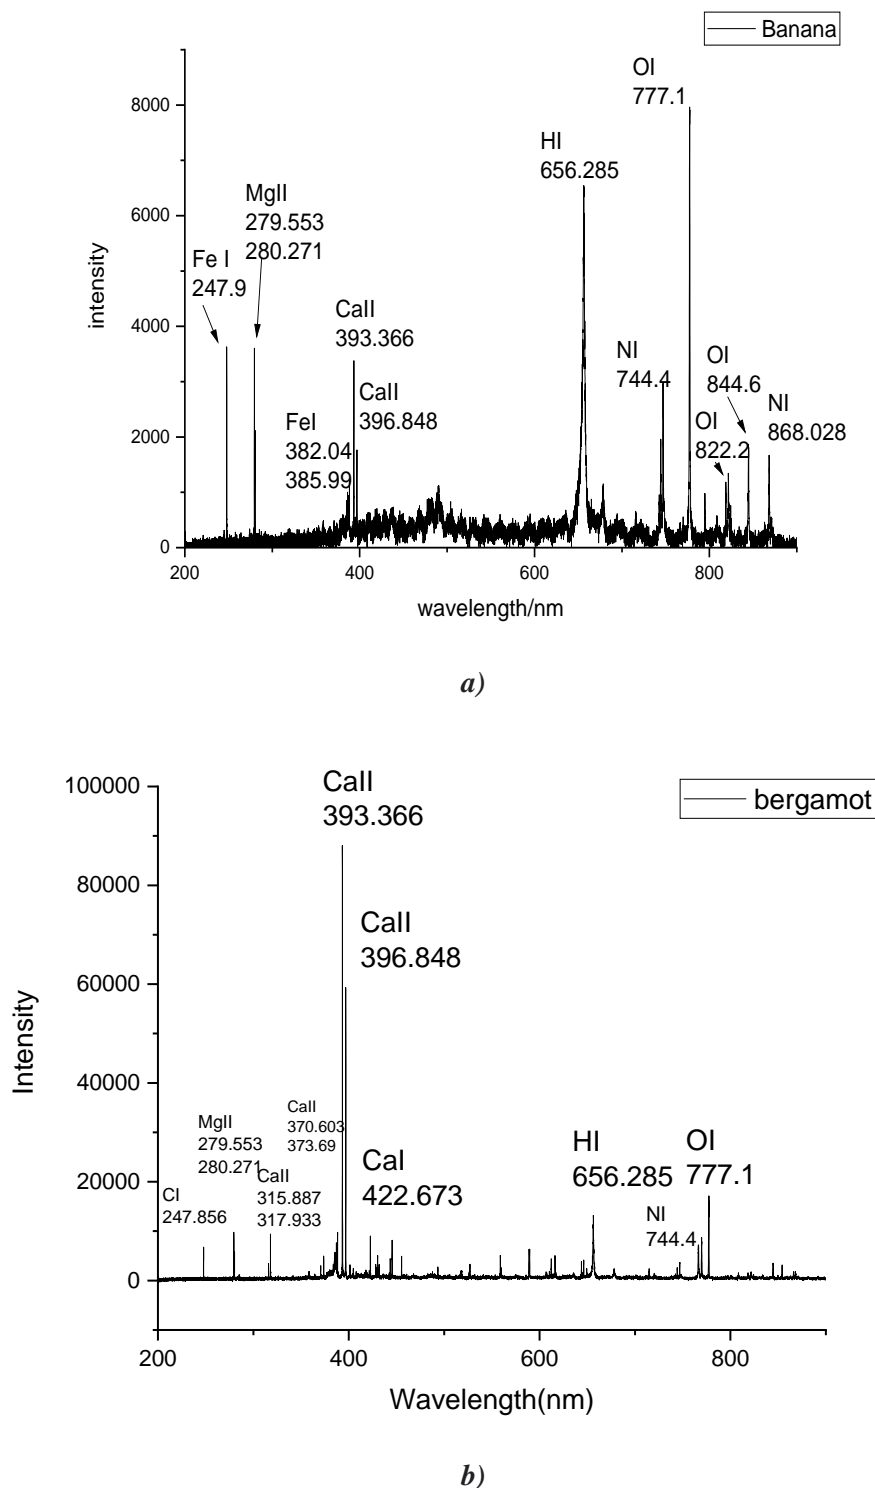 Banana
OI
777.1
HI
656.285
MgII
279.553
280.271
Fe I
247.9
CaII
393.366
CaII
396.848
FeI
382.04
385.99
NI
744.4
OI
844.6
OI
822.2
NI
868.028
8000
6000
4000
2000
0
intensity
200
400
600
800
wavelength/nm
a)
bergamot
CaII
393.366
CaII
396.848
CaII
370.603
373.69
MgII
279.553
280.271
CaII
315.887
317.933
CI
247.856
CaI
422.673
HI
656.285
OI
777.1
NI
744.4
100000
80000
60000
40000
20000
0
Intensity
200
400
600
800
Wavelength(nm)
b)